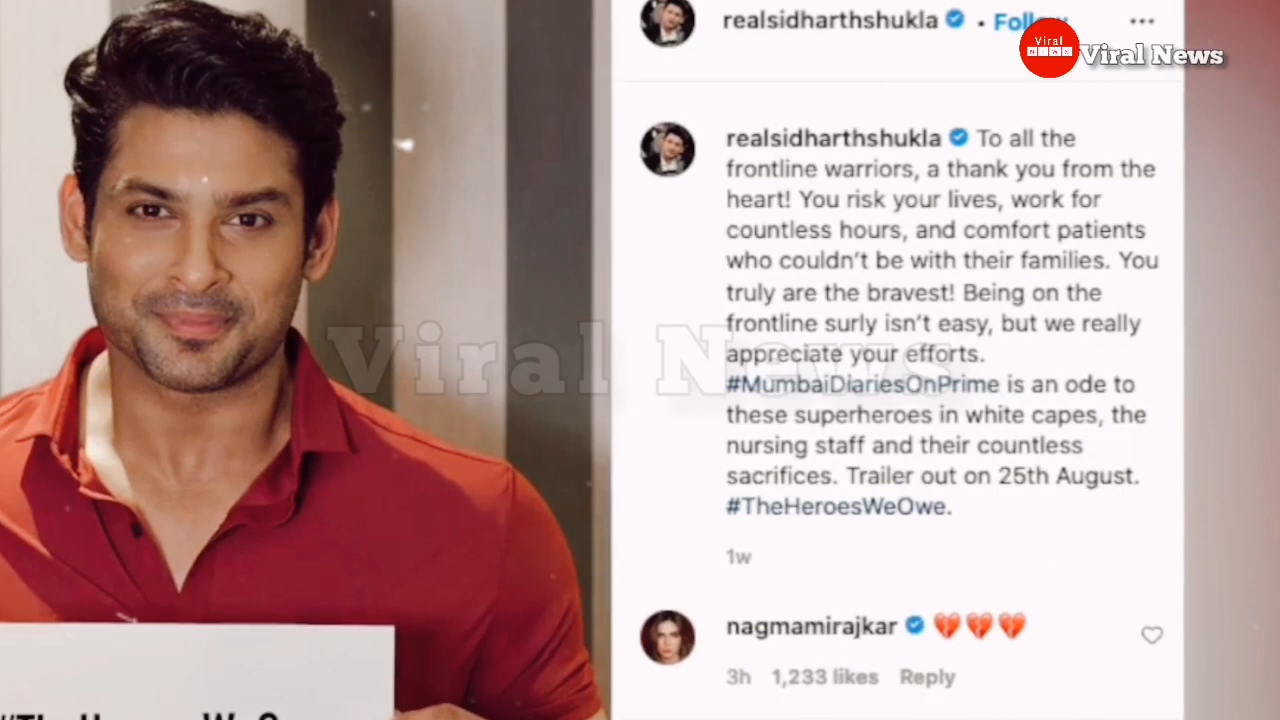 realsidharthshukla • Follow ...
Viral
NEWS
Viral News
realsidharthshukla To all the
frontline warriors, a thank you from the
heart! You risk your lives, work for
countless hours, and comfort patients
who couldn't be with their families. You
truly are the bravest! Being on the
frontline surly isn't easy, but we really
appreciate your efforts.
#MumbaiDiariesOnPrime is an ode to
these superheroes in white capes, the
nursing staff and their countless
sacrifices. Trailer out on 25th August.
#TheHeroesWeOwe.
1w
nagmamirajkar 💔💔💔
3h 1,233 likes Reply
Viral News